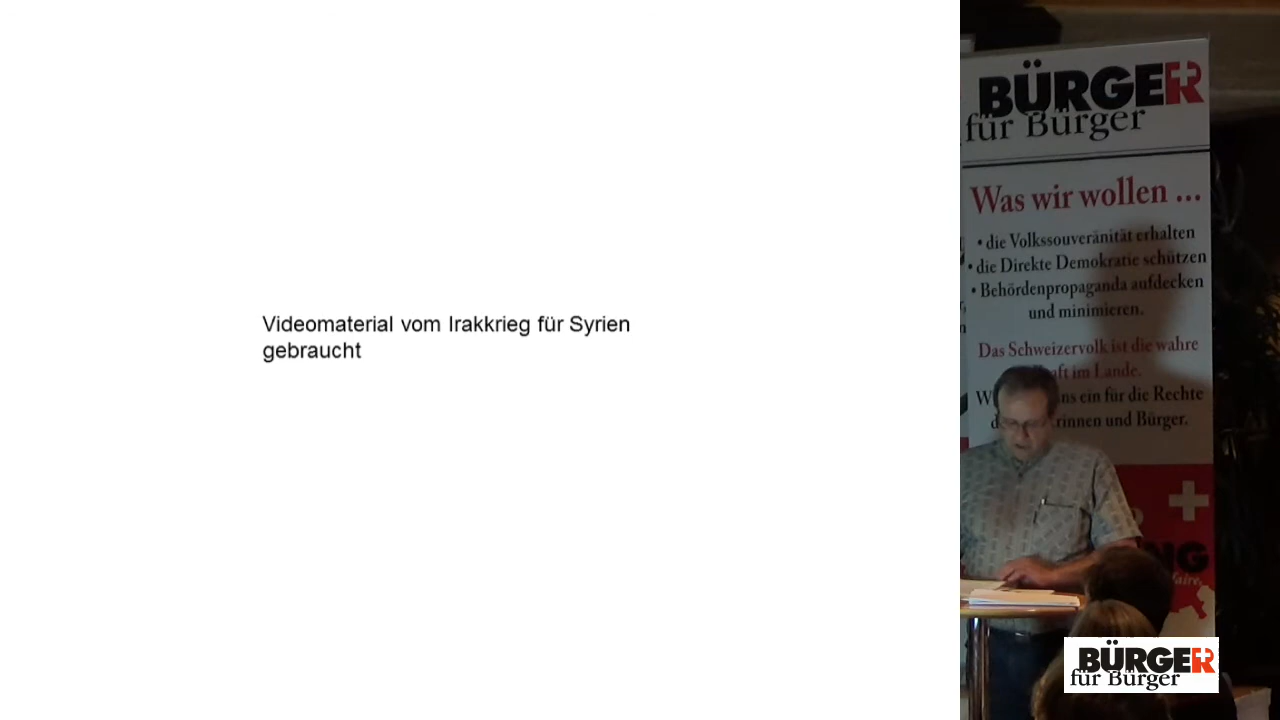 Videomaterial vom Irakkrieg für Syrien
gebraucht
BÜRGER
für Bürger
Was wir wollen ...
• die Volkssouveränität erhalten
• die Direkte Demokratie schützen
• Behördenpropaganda aufdecken
und minimieren.
Das Schweizervolk ist die wahre
im Lande.
ein für die Rechte
und Bürger.
BÜRGER
für Bürger